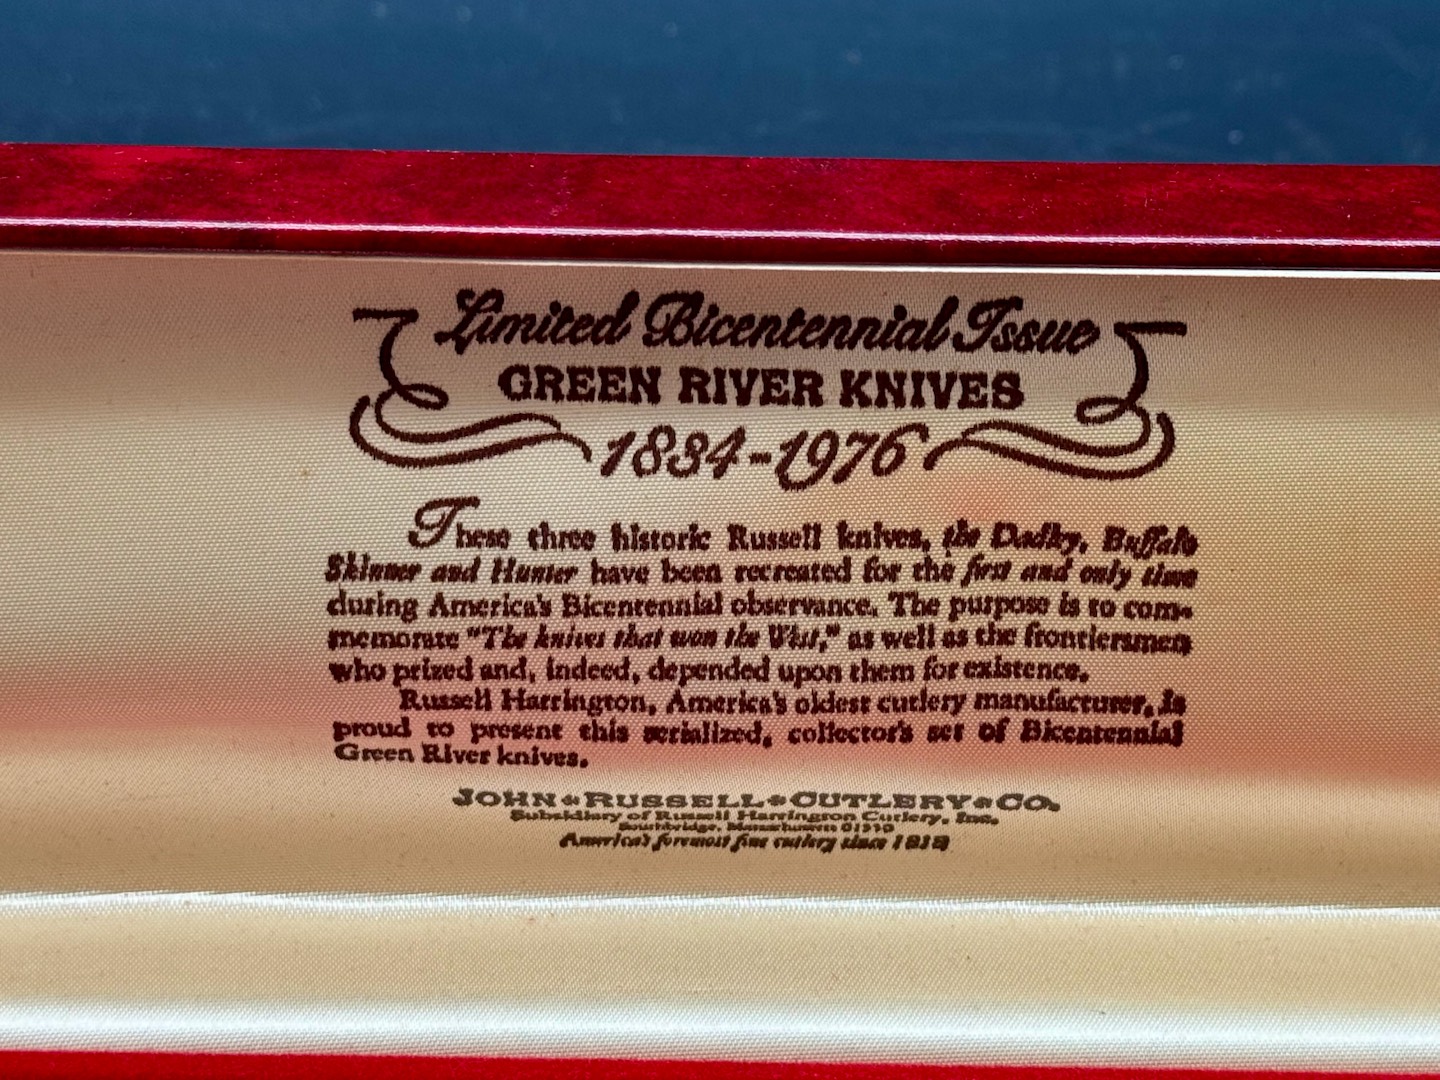 Limited Bicentennial Issue
GREEN RIVER KNIVES
1834-1976
These three historic Russell knives, the Dadley, Buffalo
Skinner and Hunter have been recreated for the first and only time
during America's Bicentennial observance. The purpose is to com-
memorate "The knives that won the West," as well as the frontiersmen
who prized and, indeed, depended upon them for existence.
Russell Harrington, America's oldest cutlery manufacturer, is
proud to present this serialized, collector's set of Bicentennial
Green River knives.
JOHN RUSSELL CUTLERY CO.
Subsidiary of Russell Harrington Cutlery, Inc.
Southbridge, Massachusetts 01550
America's foremost fine cutlery since 1818